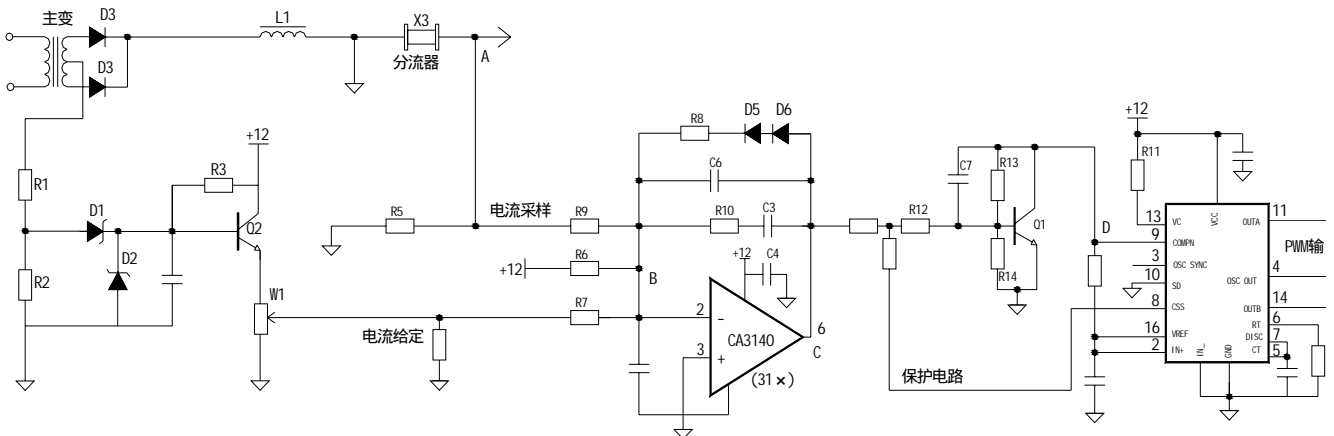 主变
D3
L1
X3
D3
分流器
A
+12
R3
R1
D1
Q2
D2
R2
W1
R8
D5
D6
C6
电流采样
R5
R9
R10
C3
+12
R6
B
+12
C4
R7
电流给定
2
-
3
+
CA3140
(31×)
6
C
C7
R13
R12
Q1
R14
D
保护电路
+12
R11
13
VC
VCC
OUTA
11
9
COMPN
PWM输
3
OSC SYNC
10
SD
OSC OUT
4
8
CSS
OUTB
14
RT
6
16
VREF
DISC
7
2
IN+
IN_
GND
CT
5